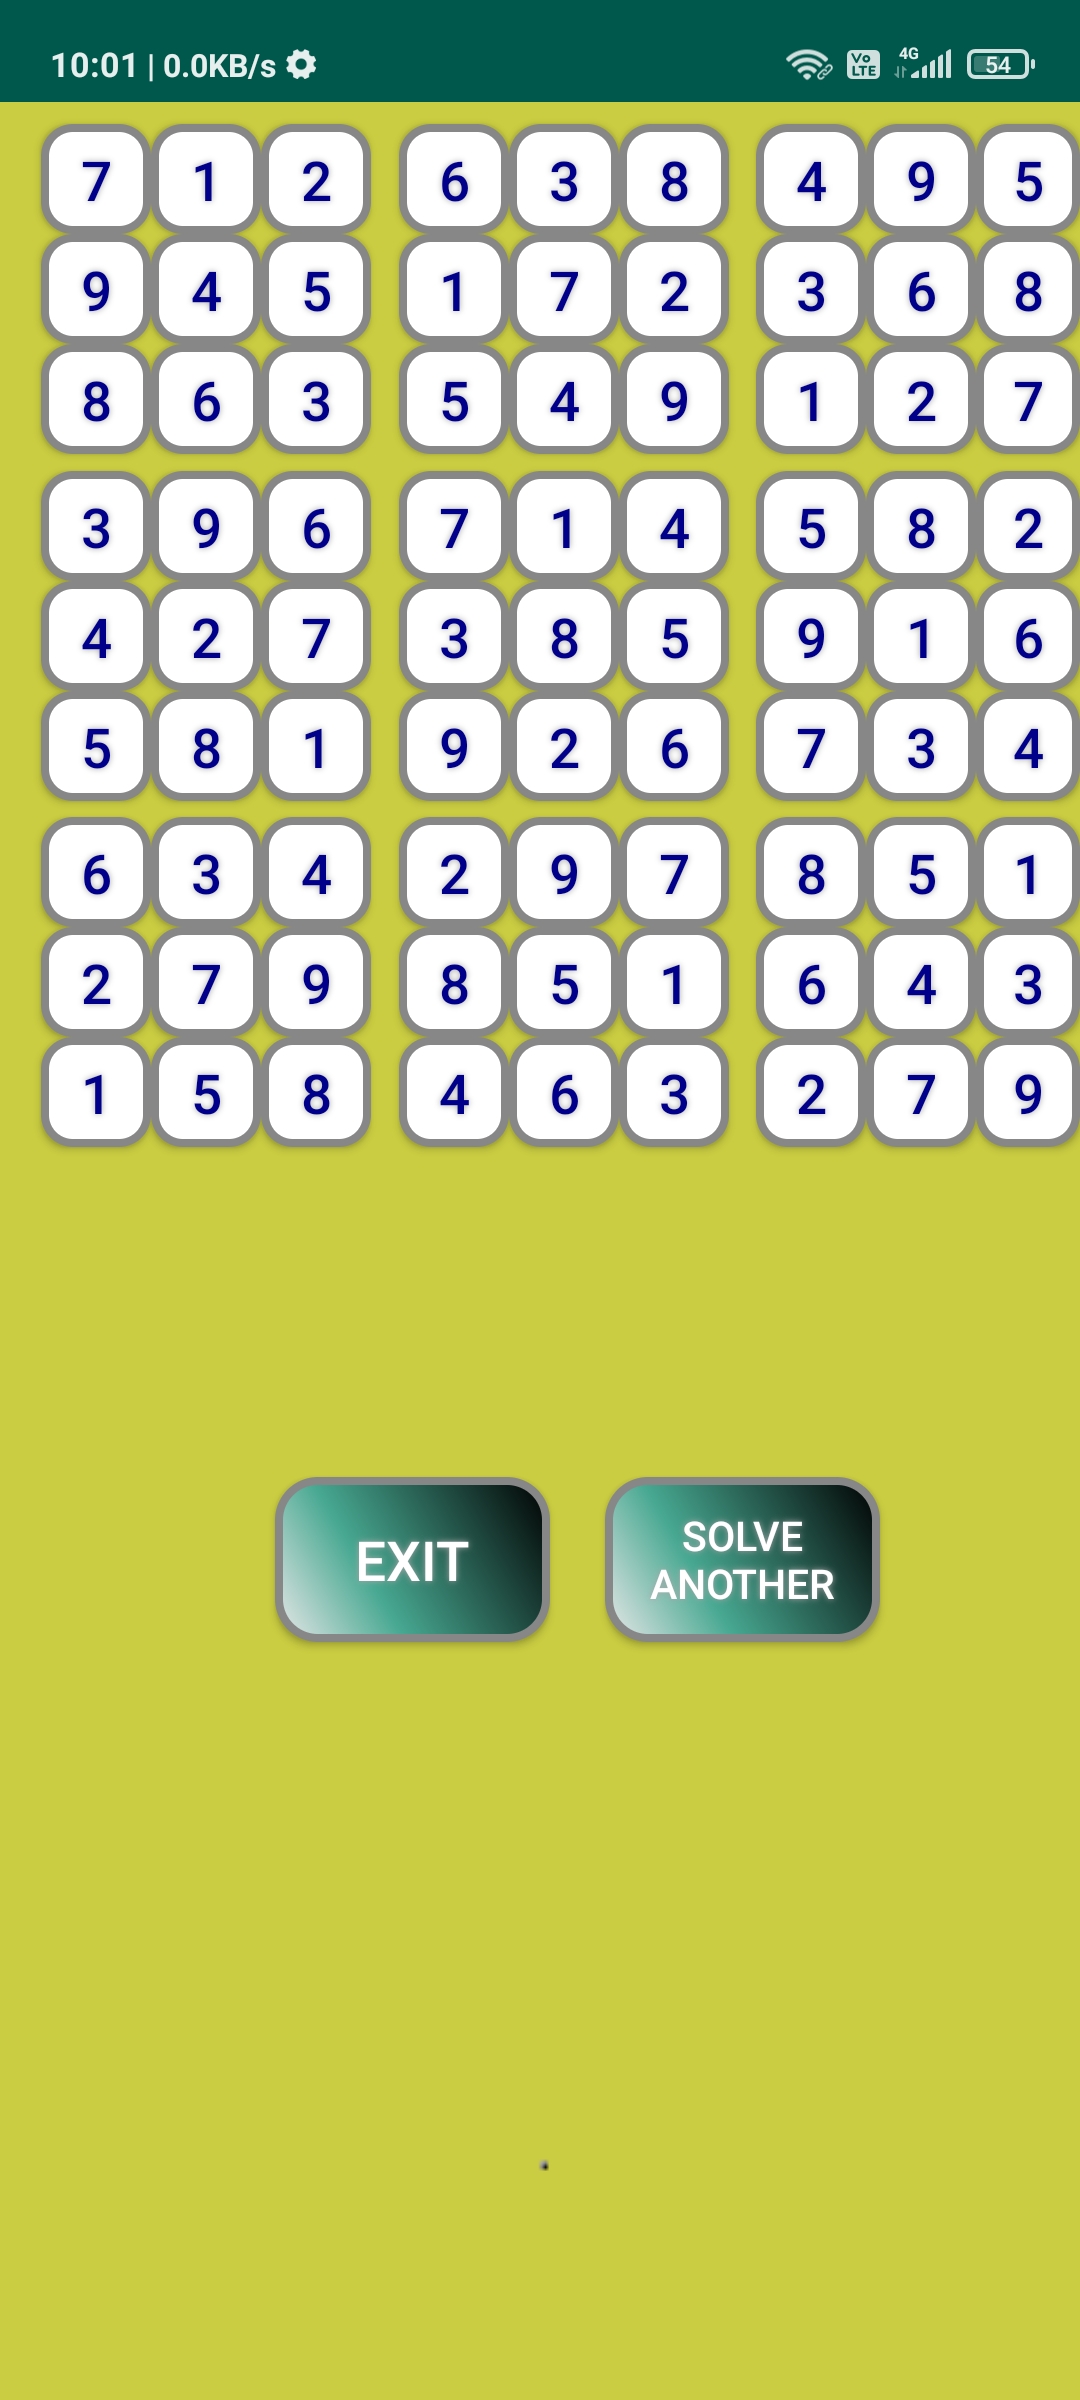 10:01 | 0.0KB/s Vo LTE 4G 54
7 1 2 6 3 8 4 9 5
9 4 5 1 7 2 3 6 8
8 6 3 5 4 9 1 2 7
3 9 6 7 1 4 5 8 2
4 2 7 3 8 5 9 1 6
5 8 1 9 2 6 7 3 4
6 3 4 2 9 7 8 5 1
2 7 9 8 5 1 6 4 3
1 5 8 4 6 3 2 7 9
EXIT
SOLVE
ANOTHER